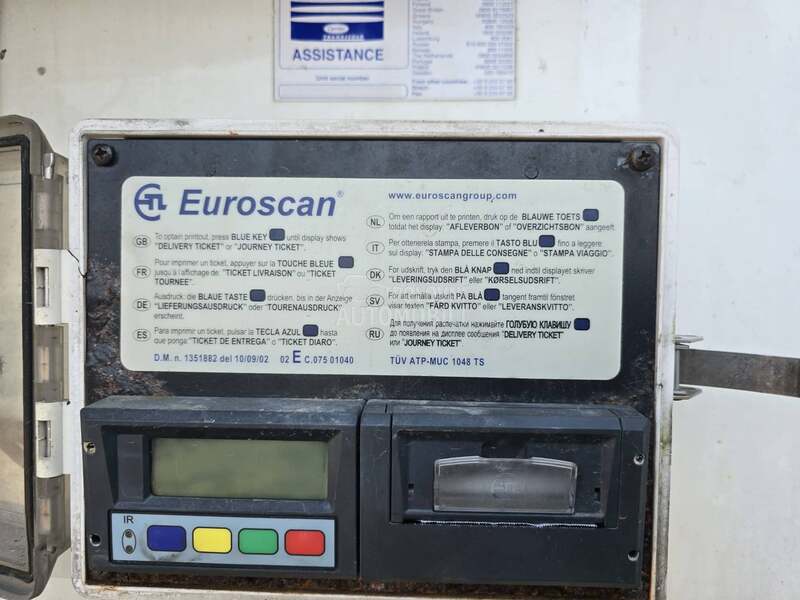 Carrier
TRANSICOLD
ASSISTANCE
Unit serial number
Euroscan®
www.euroscangroup.com
GB
To optain printout, press BLUE KEY until display shows
"DELIVERY TICKET" or "JOURNEY TICKET".
FR
Pour imprimer un ticket, appuyer sur la TOUCHE BLEUE
jusqu à l'affichage de - "TICKET LIVRAISON" ou "TICKET
TOURNEE".
DE
Ausdruck: die BLAUE TASTE drücken, bis in der Anzeige
"LIEFERUNGSAUSDRUCK" oder "TOURENAUSDRUCK"
erscheint.
ES
Para imprimir un ticket, pulsar la TECLA AZUL hasta
que ponga: "TICKET DE ENTREGA" o "TICKET DIARO".
D.M. n. 1351882 del 10/09/02 02 E C.075 01040
NL
Om een rapport uit te printen, druk op de BLAUWE TOETS
totdat het display: "AFLEVERBON" of "OVERZICHTSBON" aangeeft.
IT
Per ottenerela stampa, premere il TASTO BLU fino a leggere
sul display: "STAMPA DELLE CONSEGNE" o "STAMPA VIAGGIO".
DK
For udskrift, tryk den BLÅ KNAP ned indtil displayet skriver
"LEVERINGSUDSRIFT" eller "KØRSELSUDSRIFT".
SV
För att erhålla utskrift PÅ BLÅ tangent framtill fönstret
visar texten "FÄRD KVITTO" eller "LEVERANSKVITTO".
RU
Для получения распечатки нажимайте ГОЛУБУЮ КЛАВИШУ
до появления на дисплее сообщения "DELIVERY TICKET"
или "JOURNEY TICKET"
TÜV ATP-MUC 1048 TS
IR